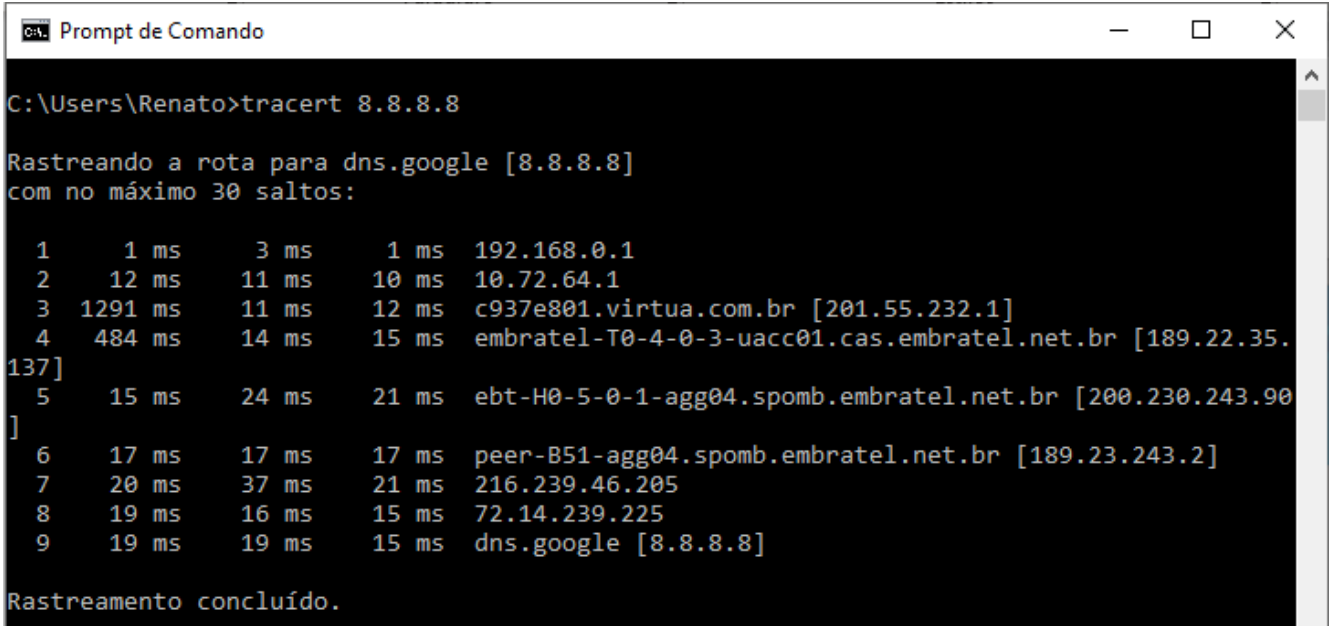 Prompt de Comando
C:\Users\Renato>tracert 8.8.8.8
Rastreando a rota para dns.google [8.8.8.8]
com no máximo 30 saltos:
1 1 ms 3 ms 1 ms 192.168.0.1
2 12 ms 11 ms 10 ms 10.72.64.1
3 1291 ms 11 ms 12 ms c937e801.virtua.com.br [201.55.232.1]
4 484 ms 14 ms 15 ms embratel-T0-4-0-3-uacc01.cas.embratel.net.br [189.22.35.
137]
5 15 ms 24 ms 21 ms ebt-H0-5-0-1-agg04.spomb.embratel.net.br [200.230.243.90
]
6 17 ms 17 ms 17 ms peer-B51-agg04.spomb.embratel.net.br [189.23.243.2]
7 20 ms 37 ms 21 ms 216.239.46.205
8 19 ms 16 ms 15 ms 72.14.239.225
9 19 ms 19 ms 15 ms dns.google [8.8.8.8]
Rastreamento concluído.